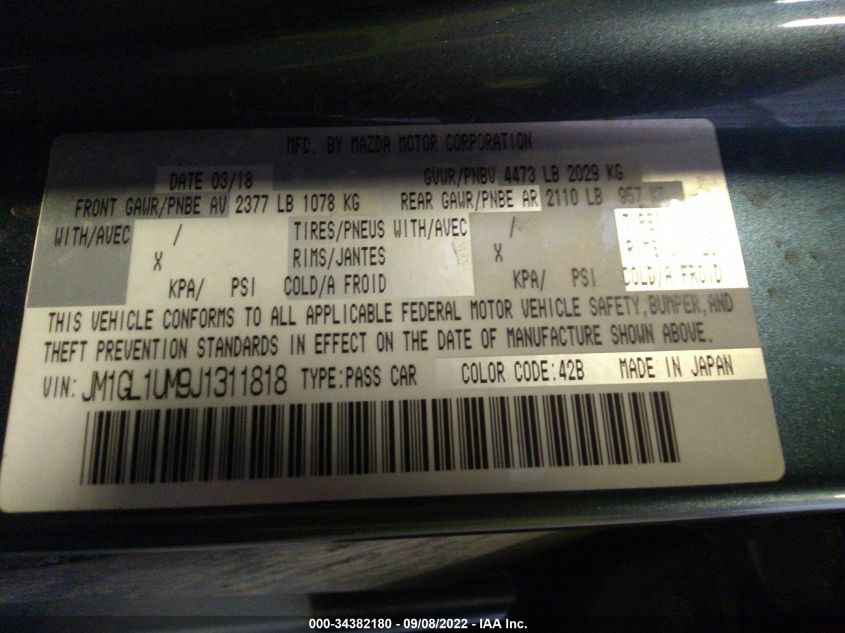 MFD. BY MAZDA MOTOR CORPORATION
DATE 03/18 GVWR/PNBV 4473 LB 2029 KG
FRONT GAWR/PNBE AV 2377 LB 1078 KG REAR GAWR/PNBE AR 2110 LB 957 KG
WITH/AVEC / TIRES/PNEUS WITH/AVEC /
X RIMS/JANTES X RIMS
KPA/ PSI COLD/A FROID KPA/ PSI COLD/A FROID
THIS VEHICLE CONFORMS TO ALL APPLICABLE FEDERAL MOTOR VEHICLE SAFETY, BUMPER, AND
THEFT PREVENTION STANDARDS IN EFFECT ON THE DATE OF MANUFACTURE SHOWN ABOVE.
VIN: JM1GL1UM9J1311818 TYPE:PASS CAR COLOR CODE:42B MADE IN JAPAN
000-34382180 - 09/08/2022 - IAA Inc.